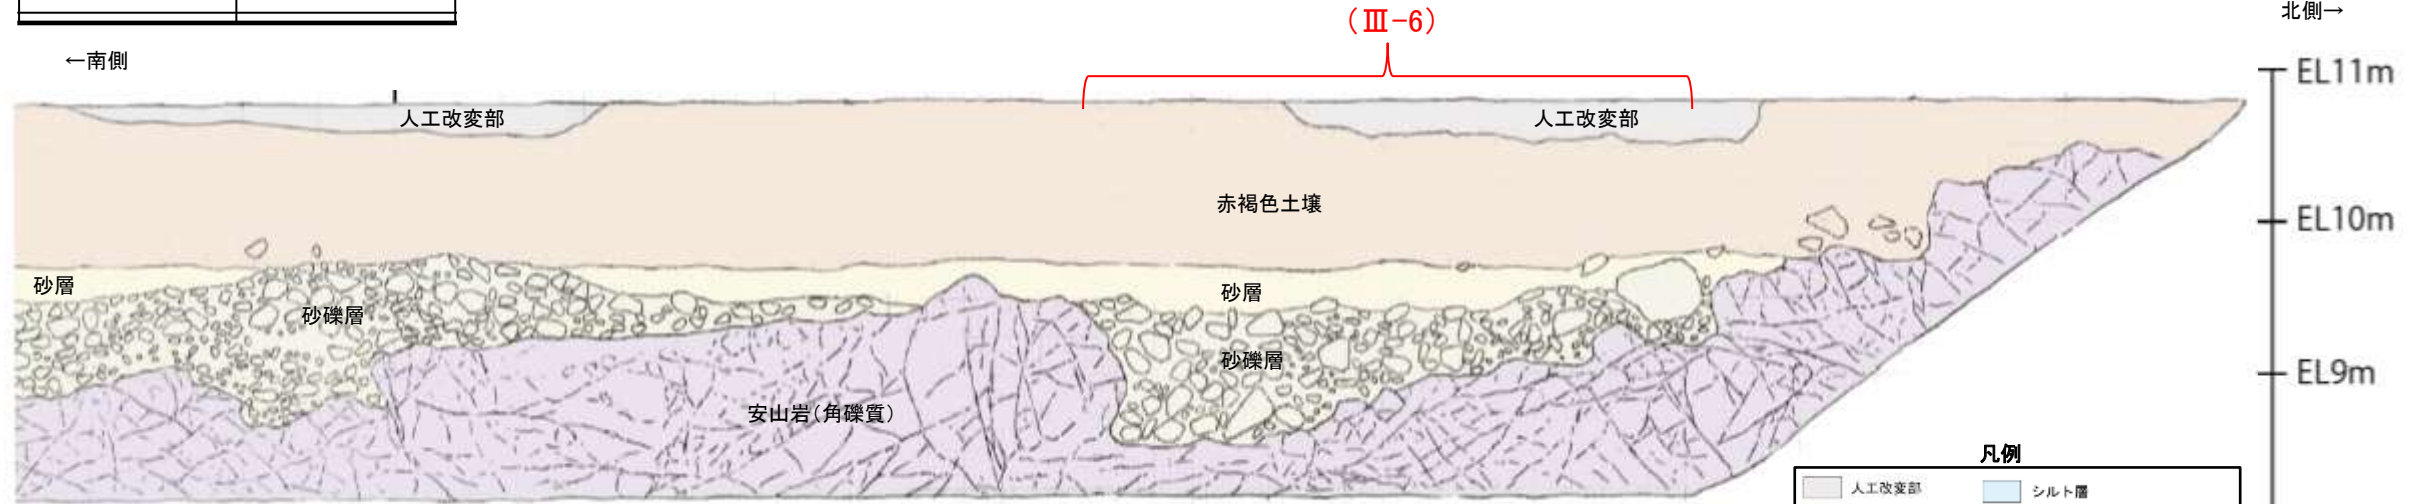 (Ⅲ-6)
北側→
←南側
EL11m
人工改変部
人工改変部
赤褐色土壌
EL10m
砂層
砂層
砂礫層
砂礫層
EL9m
安山岩(角礫質)
凡例
人工改変部
シルト層